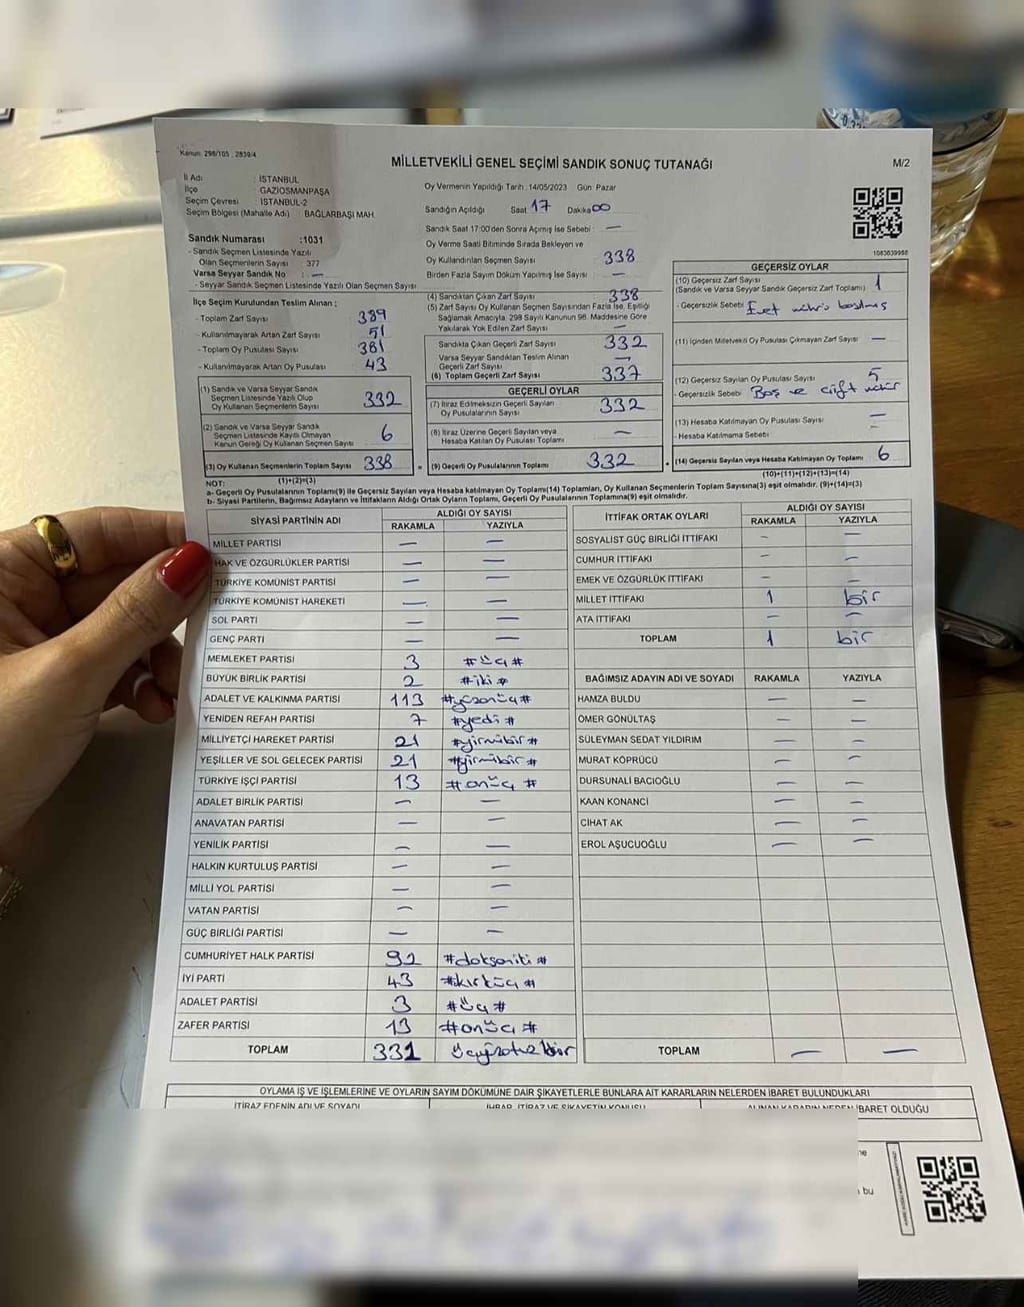 Kanun: 298/105 , 2839/4
MİLLETVEKİLİ GENEL SEÇİMİ SANDIK SONUÇ TUTANAĞI
M/2
İl Adı : İSTANBUL
İlçe : GAZİOSMANPAŞA
Seçim Çevresi : İSTANBUL-2
Seçim Bölgesi (Mahalle Adı) : BAĞLARBAŞI MAH.
Sandık Numarası :1031
- Sandık Seçmen Listesinde Yazılı
Olan Seçmenlerin Sayısı : 377
Varsa Seyyar Sandık No : —
- Seyyar Sandık Seçmen Listesinde Yazılı Olan Seçmen Sayısı
İlçe Seçim Kurulundan Teslim Alınan ;
- Toplam Zarf Sayısı 389
- Kullanılmayarak Artan Zarf Sayısı 51
- Toplam Oy Pusulası Sayısı 381
- Kullanılmayarak Artan Oy Pusulası 43
(1) Sandık ve Varsa Seyyar Sandık
Seçmen Listesinde Yazılı Olup
Oy Kullanan Seçmenlerin Sayısı 332
(2) Sandık ve Varsa Seyyar Sandık
Seçmen Listesinde Kaydı Olmayan
Kanun Gereği Oy Kullanan Seçmen Sayısı 6
(3) Oy Kullanan Seçmenlerin Toplam Sayısı 338
(1)+(2)=(3)
Oy Vermenin Yapıldığı Tarih :14/05/2023 Gün: Pazar
Sandığın Açıldığı Saat 17 Dakika 00
Sandık Saat 17:00'den Sonra Açılmış İse Sebebi : —
Oy Verme Saati Bitiminde Sırada Bekleyen ve
Oy Kullandırılan Seçmen Sayısı 338
Birden Fazla Sayım Döküm Yapılmış İse Sayısı —
(4) Sandıktan Çıkan Zarf Sayısı 338
(5) Zarf Sayısı Oy Kullanan Seçmen Sayısından Fazla İse, Eşitliği
Sağlamak Amacıyla, 298 Sayılı Kanunun 98. Maddesine Göre
Yakılarak Yok Edilen Zarf Sayısı —
Sandıkta Çıkan Geçerli Zarf Sayısı 332
Varsa Seyyar Sandıktan Teslim Alınan
Geçerli Zarf Sayısı —
(6) Toplam Geçerli Zarf Sayısı 337
GEÇERLİ OYLAR
(7) İtiraz Edilmeksizin Geçerli Sayılan
Oy Pusulalarının Sayısı 332
(8) İtiraz Üzerine Geçerli Sayılan veya
Hesaba Katılan Oy Pusulası Toplamı —
= (9) Geçerli Oy Pusulalarının Toplamı 332
1083639958
GEÇERSİZ OYLAR
(10) Geçersiz Zarf Sayısı
(Sandık ve Varsa Seyyar Sandık Geçersiz Zarf Toplamı) 1
- Geçersizlik Sebebi Evet mührü basılmış
(11) İçinden Milletvekili Oy Pusulası Çıkmayan Zarf Sayısı —
(12) Geçersiz Sayılan Oy Pusulası Sayısı 5
- Geçersizlik Sebebi Boş ve çift mühür
(13) Hesaba Katılmayan Oy Pusulası Sayısı —
- Hesaba Katılmama Sebebi —
(14) Geçersiz Sayılan veya Hesaba Katılmayan Oy Toplamı 6
(10)+(11)+(12)+(13)=(14)
NOT:
a- Geçerli Oy Pusulalarının Toplamı(9) ile Geçersiz Sayılan veya Hesaba katılmayan Oy Toplamı(14) Toplamları, Oy Kullanan Seçmenlerin Toplam Sayısına(3) eşit olmalıdır. (9)+(14)=(3)
b- Siyasi Partilerin, Bağımsız Adayların ve İttifakların Aldığı Ortak Oyların Toplamı, Geçerli Oy Pusulalarının Toplamına(9) eşit olmalıdır.
SİYASİ PARTİNİN ADI ALDIĞI OY SAYISI
RAKAMLA YAZIYLA
MİLLET PARTİSİ — —
HAK VE ÖZGÜRLÜKLER PARTİSİ — —
TÜRKİYE KOMÜNİST PARTİSİ — —
TÜRKİYE KOMÜNİST HAREKETİ — —
SOL PARTİ — —
GENÇ PARTİ — —
MEMLEKET PARTİSİ 3 #üç#
BÜYÜK BİRLİK PARTİSİ 2 #iki#
ADALET VE KALKINMA PARTİSİ 113 #yüzonüç#
YENİDEN REFAH PARTİSİ 7 #yedi#
MİLLİYETÇİ HAREKET PARTİSİ 21 #yirmibir#
YEŞİLLER VE SOL GELECEK PARTİSİ 21 #yirmibir#
TÜRKİYE İŞÇİ PARTİSİ 13 #onüç#
ADALET BİRLİK PARTİSİ — —
ANAVATAN PARTİSİ — —
YENİLİK PARTİSİ — —
HALKIN KURTULUŞ PARTİSİ — —
MİLLİ YOL PARTİSİ — —
VATAN PARTİSİ — —
GÜÇ BİRLİĞİ PARTİSİ — —
CUMHURİYET HALK PARTİSİ 92 #doksaniki#
İYİ PARTİ 43 #kırküç#
ADALET PARTİSİ 3 #üç#
ZAFER PARTİSİ 13 #onüç#
TOPLAM 331 üçyüzotuzbir
İTTİFAK ORTAK OYLARI ALDIĞI OY SAYISI
RAKAMLA YAZIYLA
SOSYALİST GÜÇ BİRLİĞİ İTTİFAKI — —
CUMHUR İTTİFAKI — —
EMEK VE ÖZGÜRLÜK İTTİFAKI — —
MİLLET İTTİFAKI 1 bir
ATA İTTİFAKI — —
TOPLAM 1 bir
BAĞIMSIZ ADAYIN ADI VE SOYADI RAKAMLA YAZIYLA
HAMZA BULDU — —
ÖMER GÖNÜLTAŞ — —
SÜLEYMAN SEDAT YILDIRIM — —
MURAT KÖPRÜCÜ — —
DURSUNALİ BACIOĞLU — —
KAAN KONANCİ — —
CİHAT AK — —
EROL AŞUCUOĞLU — —
TOPLAM — —
OYLAMA İŞ VE İŞLEMLERİNE VE OYLARIN SAYIM DÖKÜMÜNE DAİR ŞİKAYETLERLE BUNLARA AİT KARARLARIN NELERDEN İBARET BULUNDUKLARI
İTİRAZ EDENİN ADI VE SOYADI İHBAR, İTİRAZ VE ŞİKAYETİN KONUSU ALINAN KARARIN NEDEN İBARET OLDUĞU
ne
bu